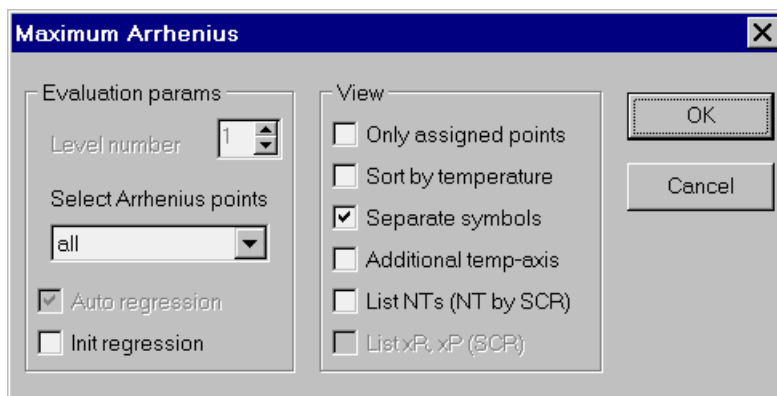 Maximum Arrhenius
Evaluation params
Level number 1
Select Arrhenius points
all
Auto regression
Init regression
View
Only assigned points
Sort by temperature
Separate symbols
Additional temp-axis
List NTs (NT by SCR)
List xR, xP (SCR)
OK
Cancel